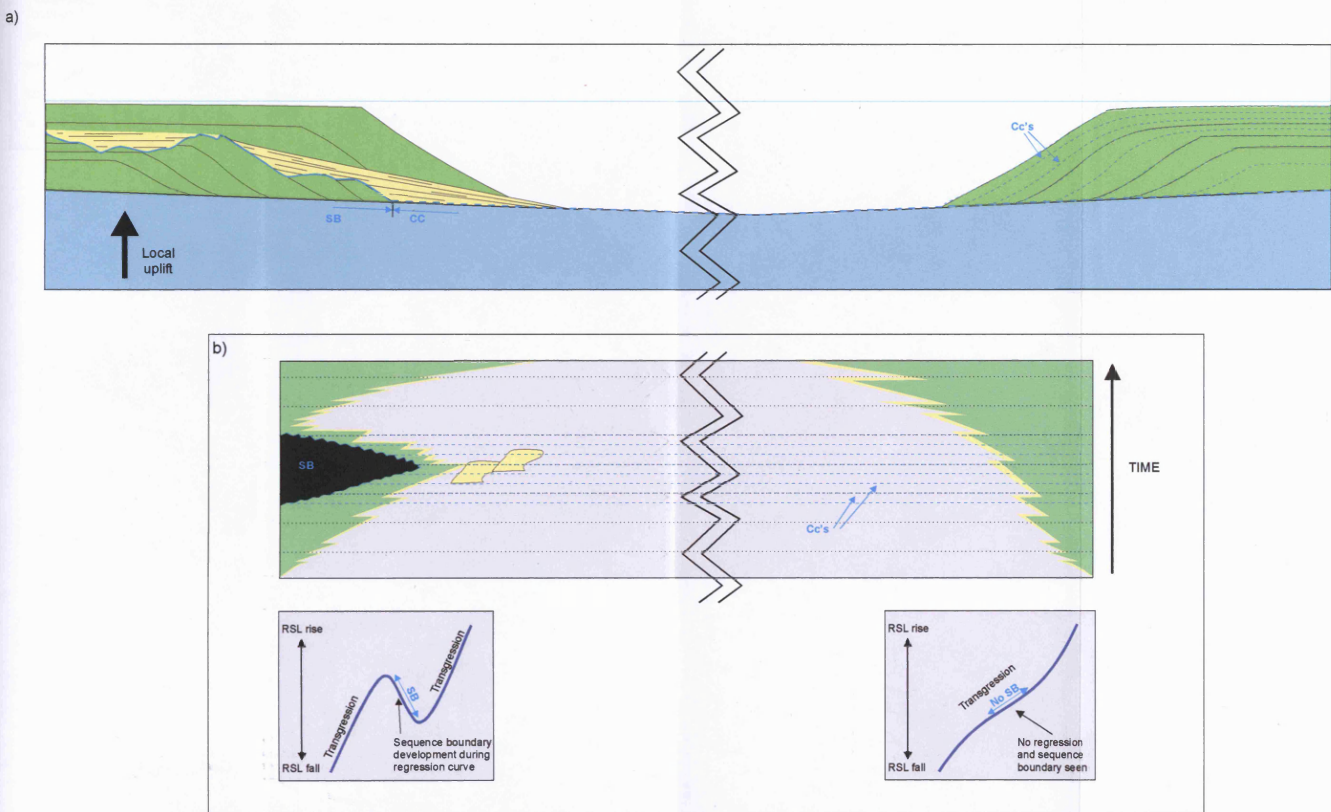 a)
Cc's
SB
CC
Local
uplift
b)
SB
Cc's
TIME
RSL rise
Transgression
SB
Transgression
Sequence boundary
development during
regression curve
RSL fall
RSL rise
Transgression
No SB
No regression
and sequence
boundary seen
RSL fall